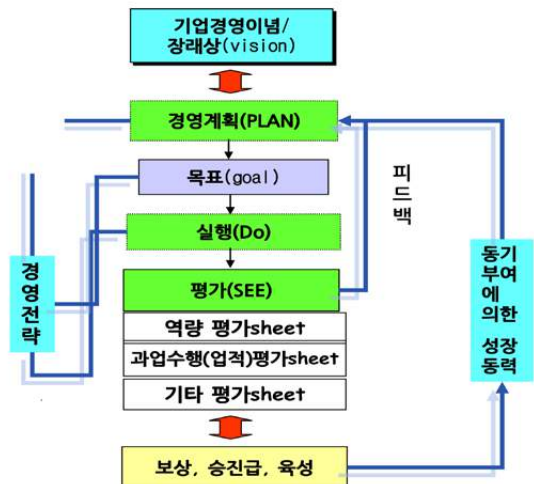 기업경영이념/
장래상(vision)
경영계획(PLAN)
목표(goal)
실행(Do)
평가(SEE)
역량 평가sheet
과업수행(업적)평가sheet
기타 평가sheet
보상, 승진급, 육성
경영전략
피드백
동기
부여
에
의한
성장
동력